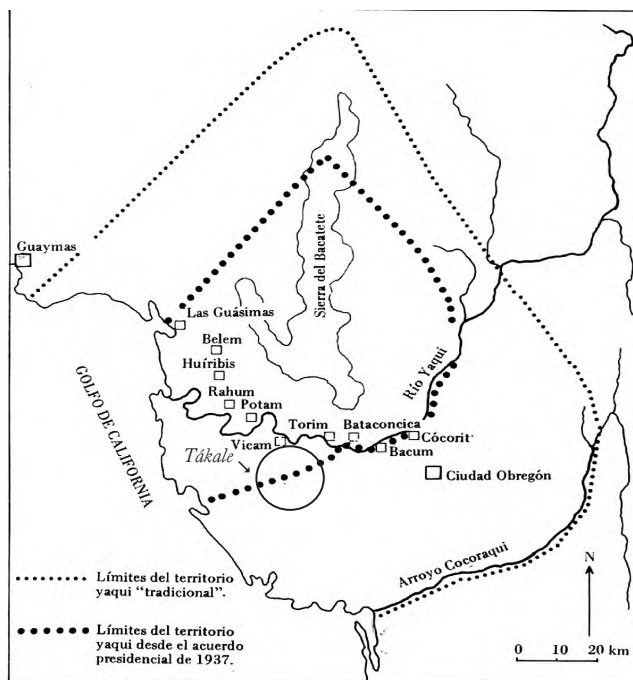 Guaymas
Las Guásimas
Belem
Huíribis
Rahum
Potam
Vicam
Tákale
Torim
Bataconcica
Bacum
Cócorit
Ciudad Obregón
Sierra del Bacatete
Río Yaqui
GOLFO DE CALIFORNIA
Arroyo Cocoraqui
Límites del territorio
yaqui “tradicional”.
Límites del territorio
yaqui desde el acuerdo
presidencial de 1937.
N
0 10 20 km